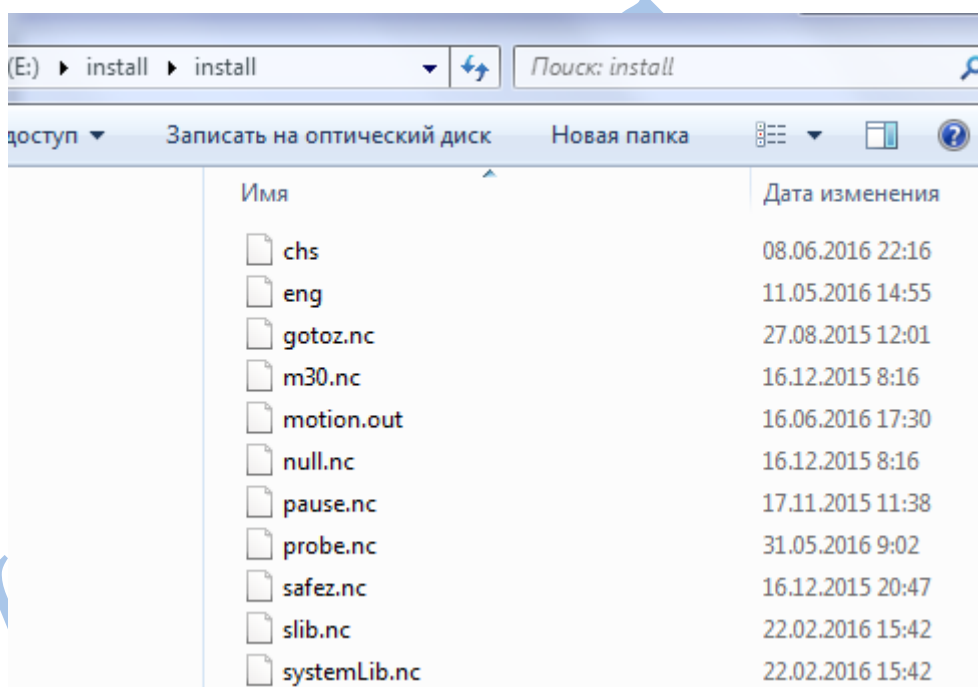 (E:) ▸ install ▸ install Поиск: install
доступ Записать на оптический диск Новая папка
Имя Дата изменения
chs 08.06.2016 22:16
eng 11.05.2016 14:55
gotoz.nc 27.08.2015 12:01
m30.nc 16.12.2015 8:16
motion.out 16.06.2016 17:30
null.nc 16.12.2015 8:16
pause.nc 17.11.2015 11:38
probe.nc 31.05.2016 9:02
safez.nc 16.12.2015 20:47
slib.nc 22.02.2016 15:42
systemLib.nc 22.02.2016 15:42